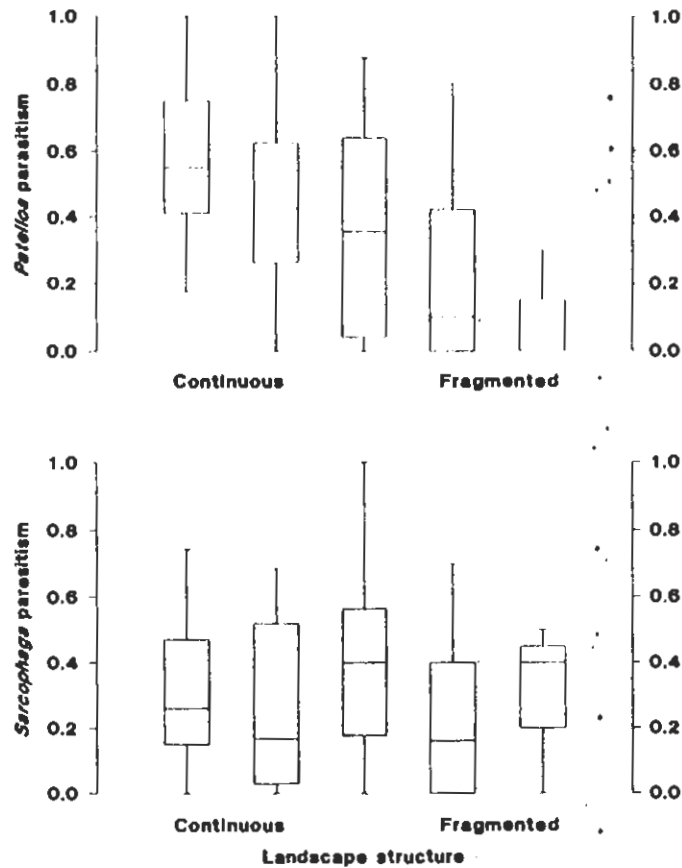 1.0 1.0
0.8 0.8
0.6 0.6
0.4 0.4
0.2 0.2
0.0 0.0
Patelloa parasitism
Continuous Fragmented
1.0 1.0
0.8 0.8
0.6 0.6
0.4 0.4
0.2 0.2
0.0 0.0
Sarcophaga parasitism
Continuous Fragmented
Landscape structure